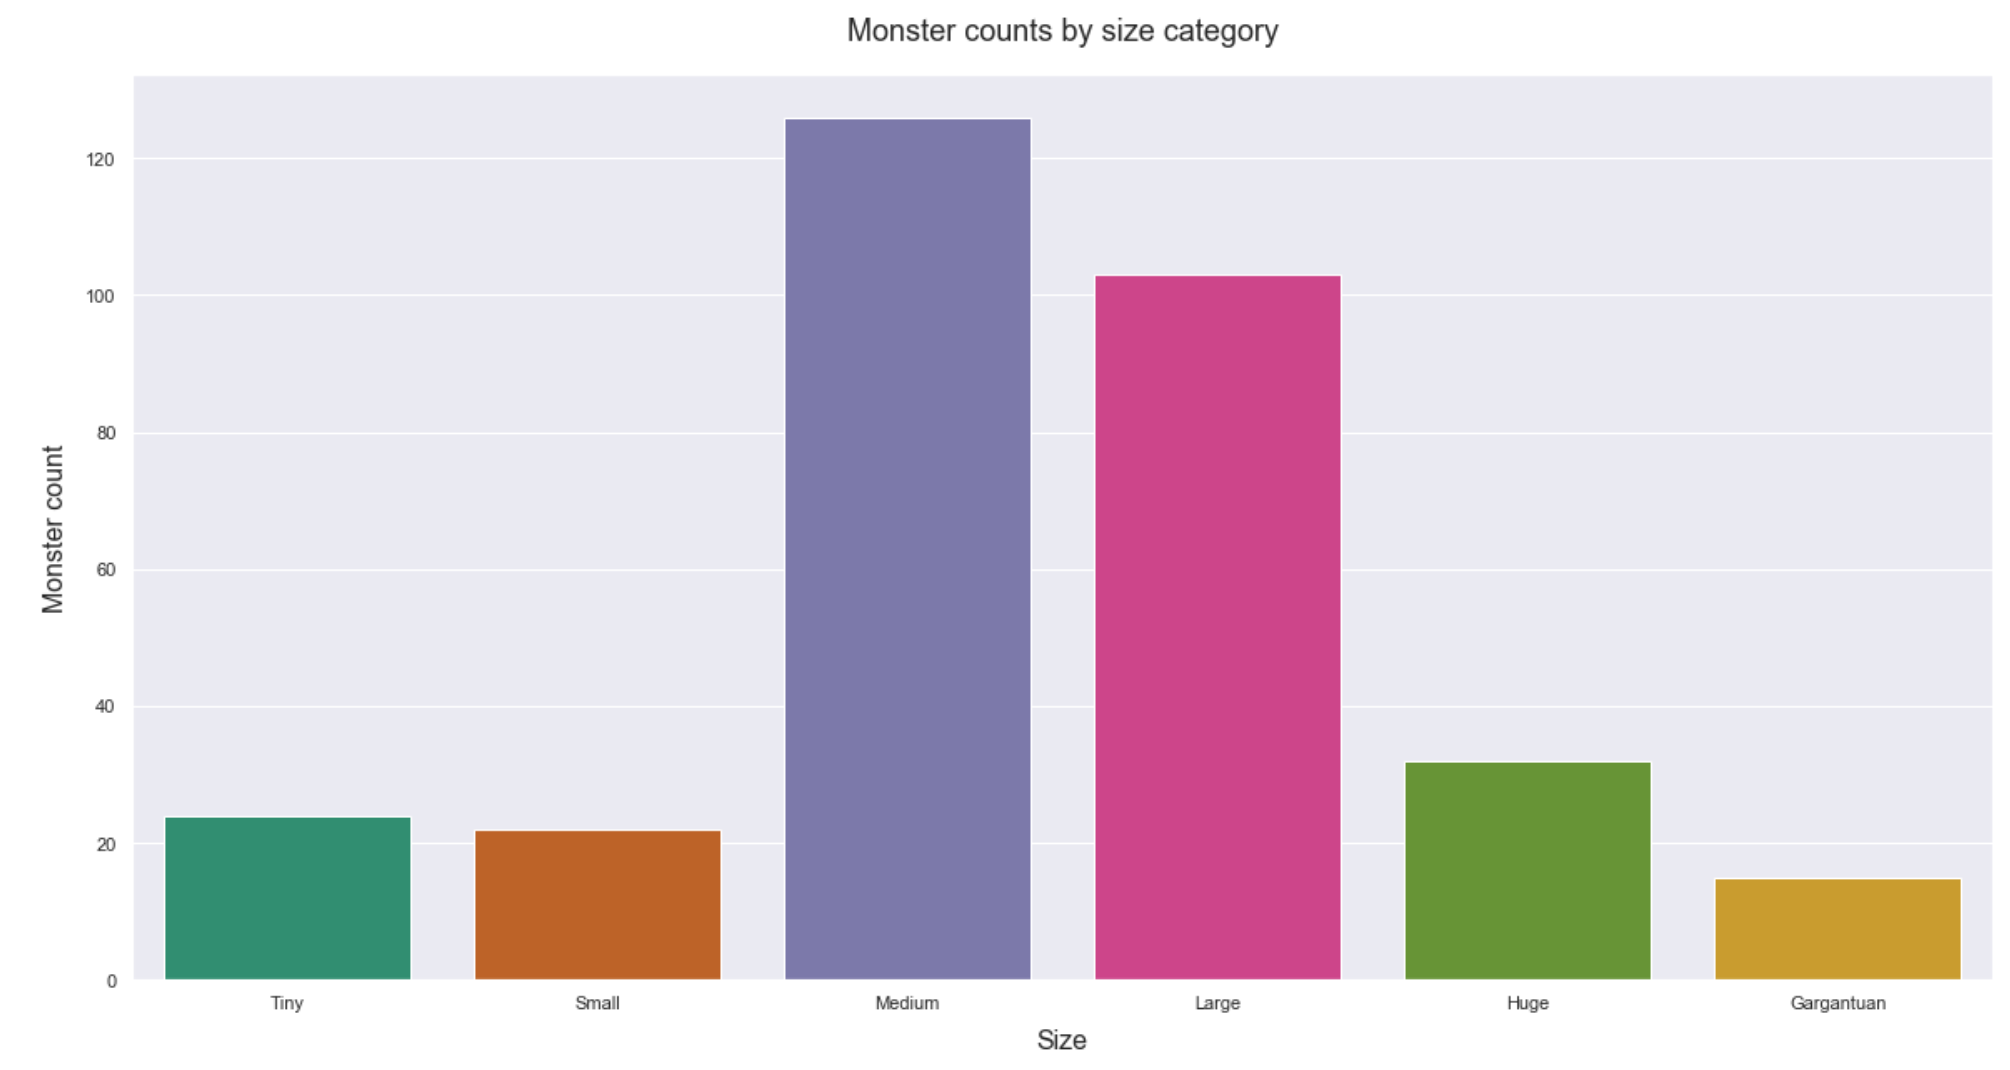 Monster counts by size category
120
100
80
60
40
20
0
Monster count
Tiny Small Medium Large Huge Gargantuan
Size